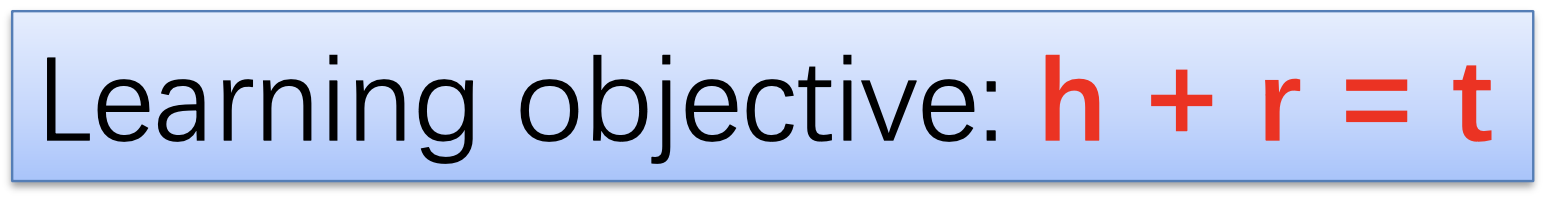 Learning objective: h + r = t